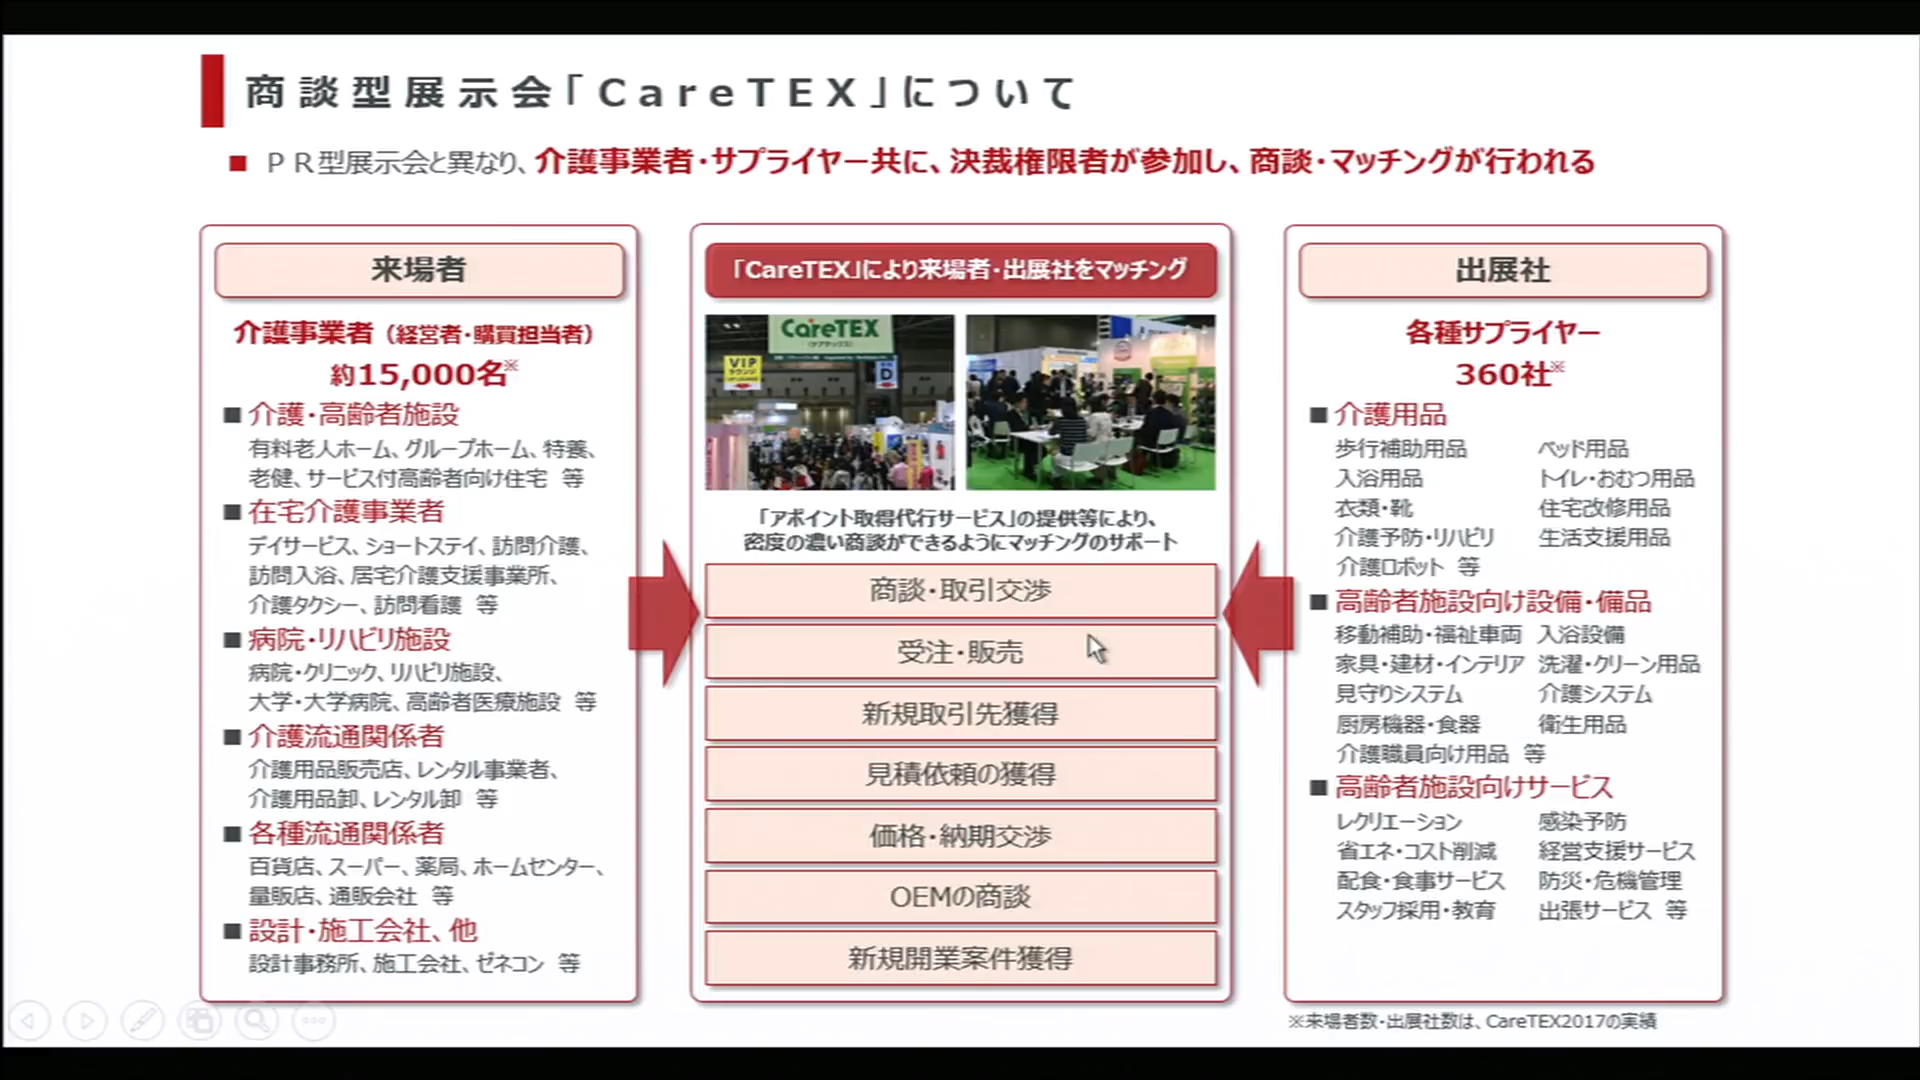 商談型展示会「CareTEX」について
■ PR型展示会と異なり、介護事業者・サプライヤー共に、決裁権限者が参加し、商談・マッチングが行われる
来場者
介護事業者（経営者・購買担当者）
約15,000名※
■ 介護・高齢者施設
有料老人ホーム、グループホーム、特養、
老健、サービス付高齢者向け住宅 等
■ 在宅介護事業者
デイサービス、ショートステイ、訪問介護、
訪問入浴、居宅介護支援事業所、
介護タクシー、訪問看護 等
■ 病院・リハビリ施設
病院・クリニック、リハビリ施設、
大学・大学病院、高齢者医療施設 等
■ 介護流通関係者
介護用品販売店、レンタル事業者、
介護用品卸、レンタル卸 等
■ 各種流通関係者
百貨店、スーパー、薬局、ホームセンター、
量販店、通販会社 等
■ 設計・施工会社、他
設計事務所、施工会社、ゼネコン 等
「CareTEX」により来場者・出展社をマッチング
CareTEX
(ケアテックス)
VIP
ラウンジ
D
「アポイント取得代行サービス」の提供等により、
密度の濃い商談ができるようにマッチングのサポート
商談・取引交渉
受注・販売
新規取引先獲得
見積依頼の獲得
価格・納期交渉
OEMの商談
新規開業案件獲得
出展社
各種サプライヤー
360社※
■ 介護用品
歩行補助用品 ベッド用品
入浴用品 トイレ・おむつ用品
衣類・靴 住宅改修用品
介護予防・リハビリ 生活支援用品
介護ロボット 等
■ 高齢者施設向け設備・備品
移動補助・福祉車両 入浴設備
家具・建材・インテリア 洗濯・クリーン用品
見守りシステム 介護システム
厨房機器・食器 衛生用品
介護職員向け用品 等
■ 高齢者施設向けサービス
レクリエーション 感染予防
省エネ・コスト削減 経営支援サービス
配食・食事サービス 防災・危機管理
スタッフ採用・教育 出張サービス 等
※来場者数・出展社数は、CareTEX2017の実績